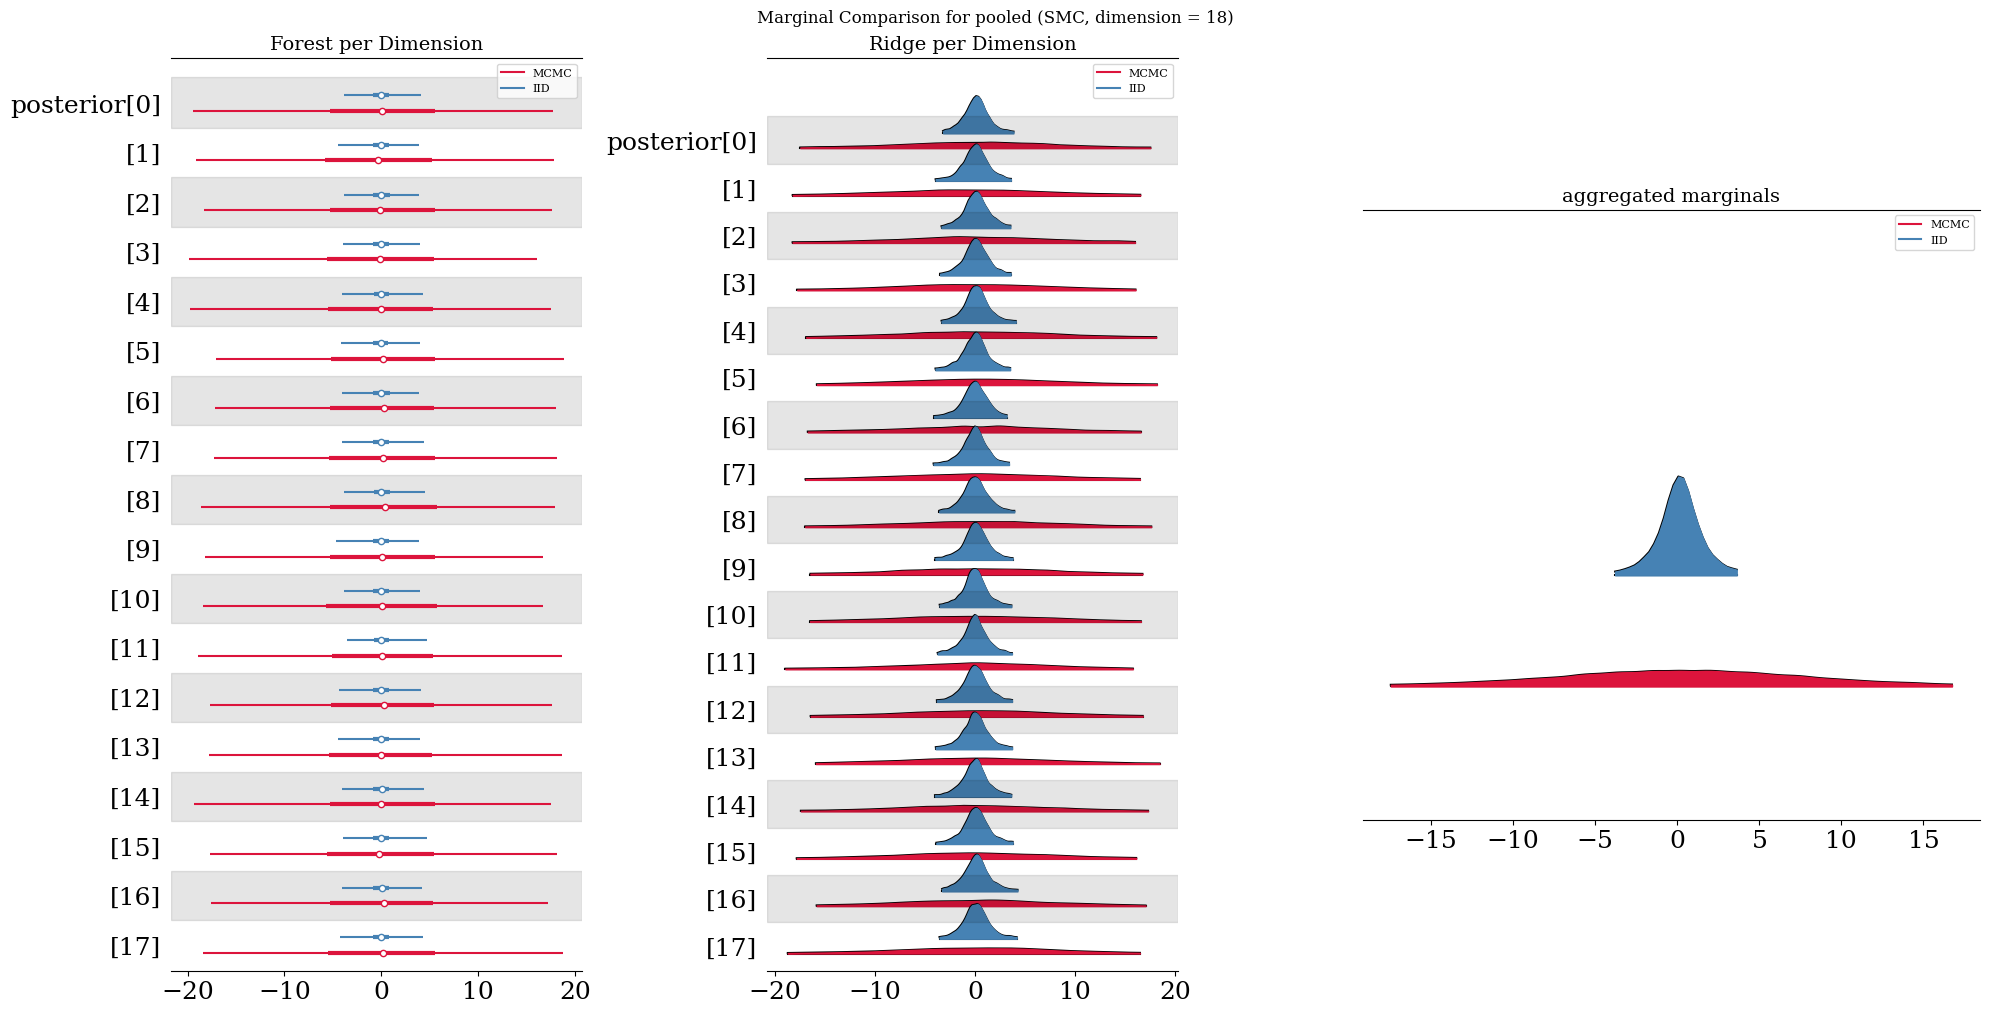 Marginal Comparison for pooled (SMC, dimension = 18)
Forest per Dimension
MCMC
IID
posterior[0]
[1]
[2]
[3]
[4]
[5]
[6]
[7]
[8]
[9]
[10]
[11]
[12]
[13]
[14]
[15]
[16]
[17]
−20 −10 0 10 20
Ridge per Dimension
MCMC
IID
posterior[0]
[1]
[2]
[3]
[4]
[5]
[6]
[7]
[8]
[9]
[10]
[11]
[12]
[13]
[14]
[15]
[16]
[17]
−20 −10 0 10 20
aggregated marginals
MCMC
IID
−15 −10 −5 0 5 10 15